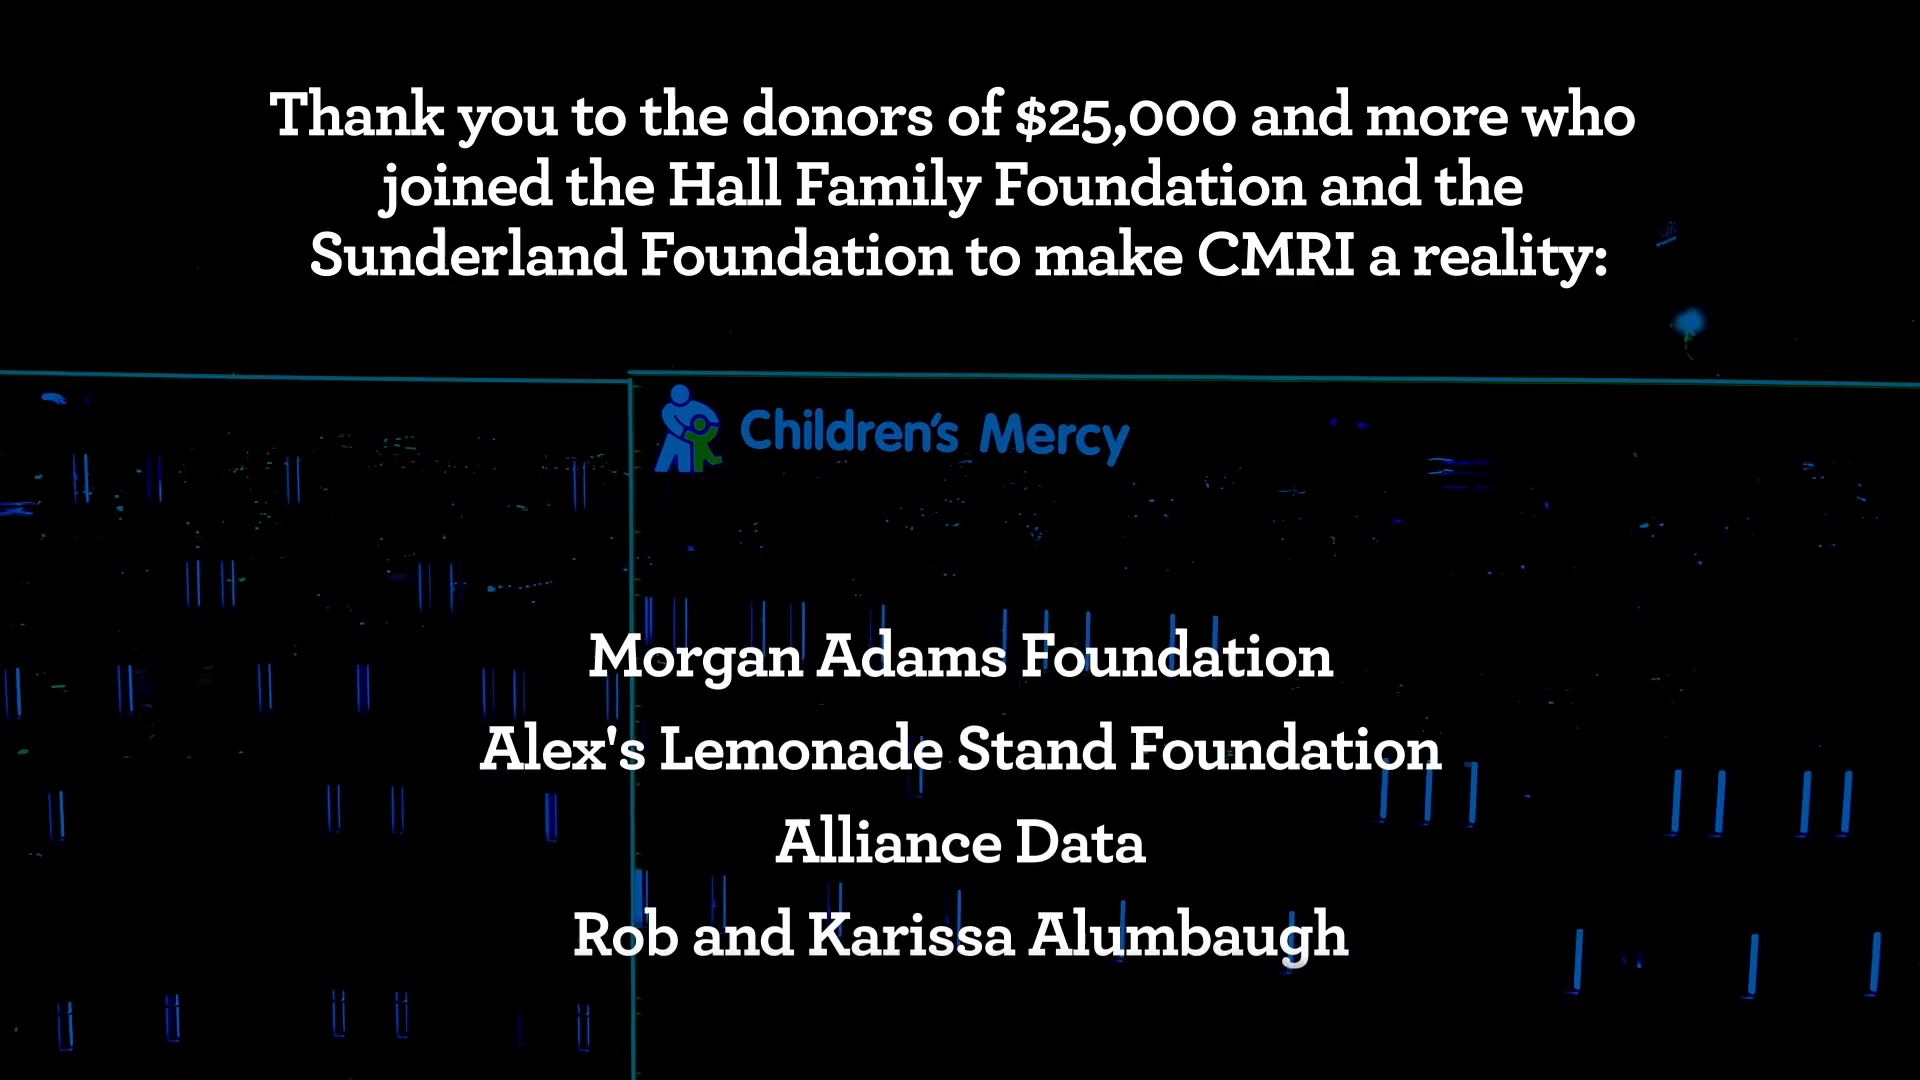 Thank you to the donors of $25,000 and more who
joined the Hall Family Foundation and the
Sunderland Foundation to make CMRI a reality:
Children's Mercy
Morgan Adams Foundation
Alex's Lemonade Stand Foundation
Alliance Data
Rob and Karissa Alumbaugh